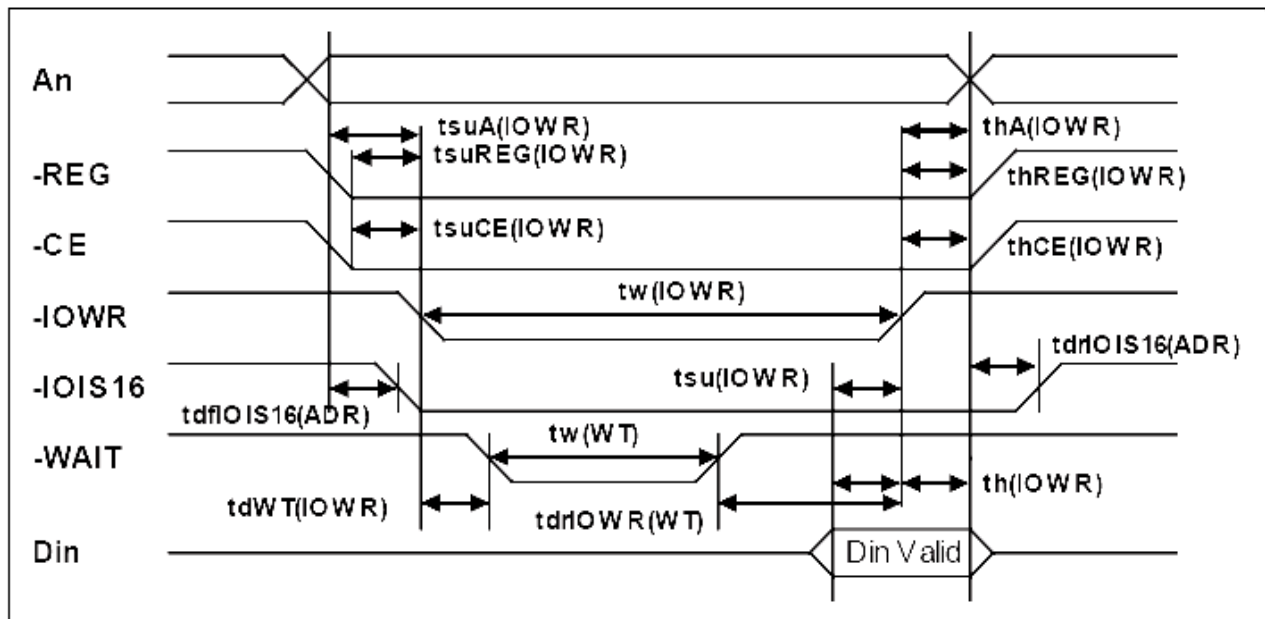 An
tsuA(IOWR)
thA(IOWR)
tsuREG(IOWR)
-REG
thREG(IOWR)
tsuCE(IOWR)
-CE
thCE(IOWR)
tw(IOWR)
-IOWR
tdrIOIS16(ADR)
-IOIS16
tsu(IOWR)
tdfIOIS16(ADR)
tw(WT)
-WAIT
th(IOWR)
tdWT(IOWR)
tdrIOWR(WT)
Din
Din Valid